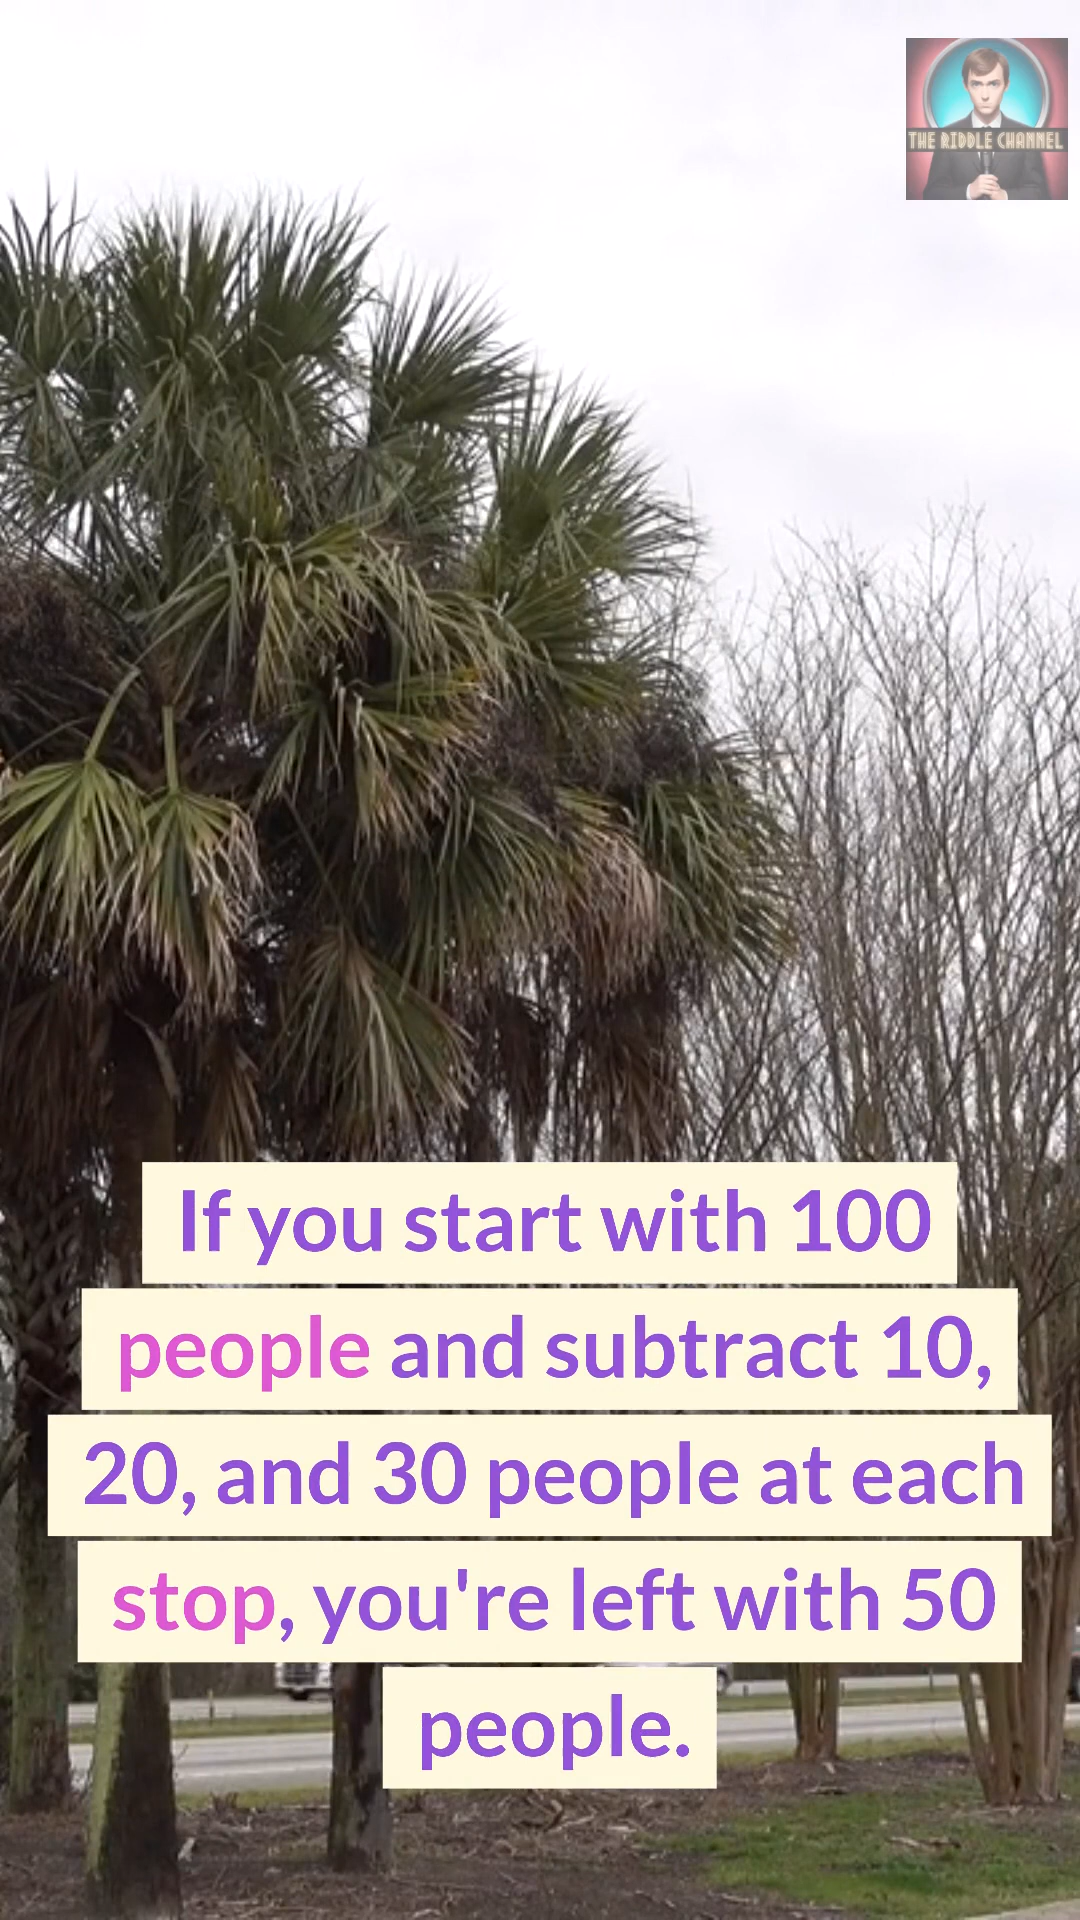 THE RIDDLE CHANNEL
If you start with 100
people and subtract 10,
20, and 30 people at each
stop, you're left with 50
people.